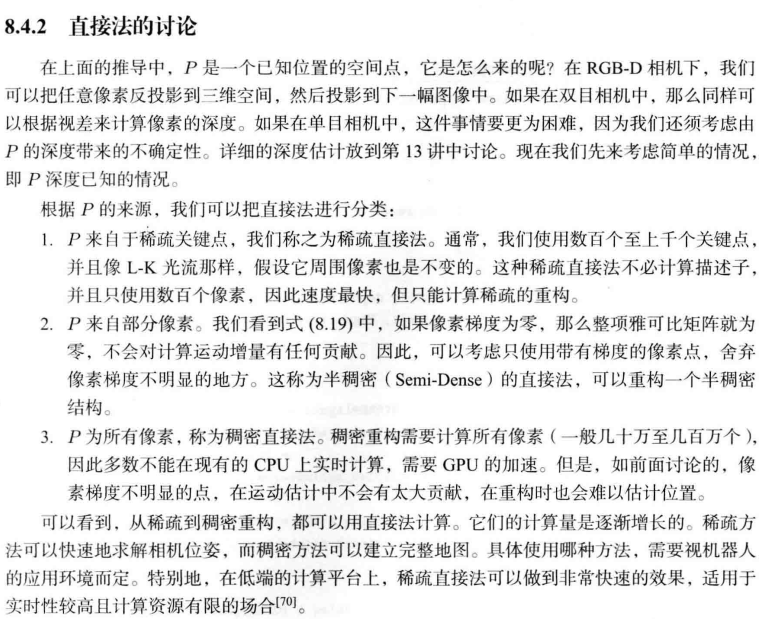 8.4.2 直接法的讨论
在上面的推导中，P 是一个已知位置的空间点，它是怎么来的呢？在 RGB-D 相机下，我们
可以把任意像素反投影到三维空间，然后投影到下一幅图像中。如果在双目相机中，那么同样可
以根据视差来计算像素的深度。如果在单目相机中，这件事情要更为困难，因为我们还须考虑由
P 的深度带来的不确定性。详细的深度估计放到第 13 讲中讨论。现在我们先来考虑简单的情况，
即 P 深度已知的情况。
根据 P 的来源，我们可以把直接法进行分类：
1. P 来自于稀疏关键点，我们称之为稀疏直接法。通常，我们使用数百个至上千个关键点，
并且像 L-K 光流那样，假设它周围像素也是不变的。这种稀疏直接法不必计算描述子，
并且只使用数百个像素，因此速度最快，但只能计算稀疏的重构。
2. P 来自部分像素。我们看到式 (8.19) 中，如果像素梯度为零，那么整项雅可比矩阵就为
零，不会对计算运动增量有任何贡献。因此，可以考虑只使用带有梯度的像素点，舍弃
像素梯度不明显的地方。这称为半稠密（Semi-Dense）的直接法，可以重构一个半稠密
结构。
3. P 为所有像素，称为稠密直接法。稠密重构需要计算所有像素（一般几十万至几百万个），
因此多数不能在现有的 CPU 上实时计算，需要 GPU 的加速。但是，如前面讨论的，像
素梯度不明显的点，在运动估计中不会有太大贡献，在重构时也会难以估计位置。
可以看到，从稀疏到稠密重构，都可以用直接法计算。它们的计算量是逐渐增长的。稀疏方
法可以快速地求解相机位姿，而稠密方法可以建立完整地图。具体使用哪种方法，需要视机器人
的应用环境而定。特别地，在低端的计算平台上，稀疏直接法可以做到非常快速的效果，适用于
实时性较高且计算资源有限的场合[70]。